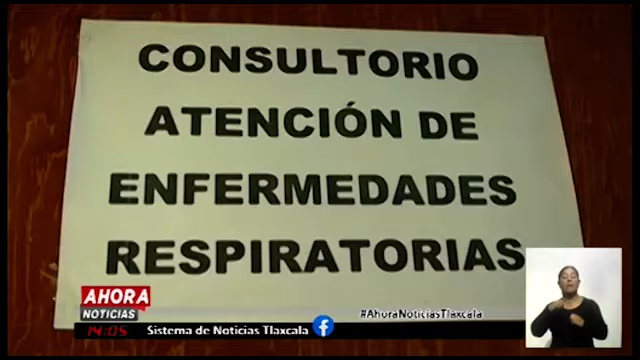 CONSULTORIO
ATENCIÓN DE
ENFERMEDADES
RESPIRATORIAS
AHORA
NOTICIAS
#AhoraNoticiasTlaxcala
14:05 Sistema de Noticias Tlaxcala